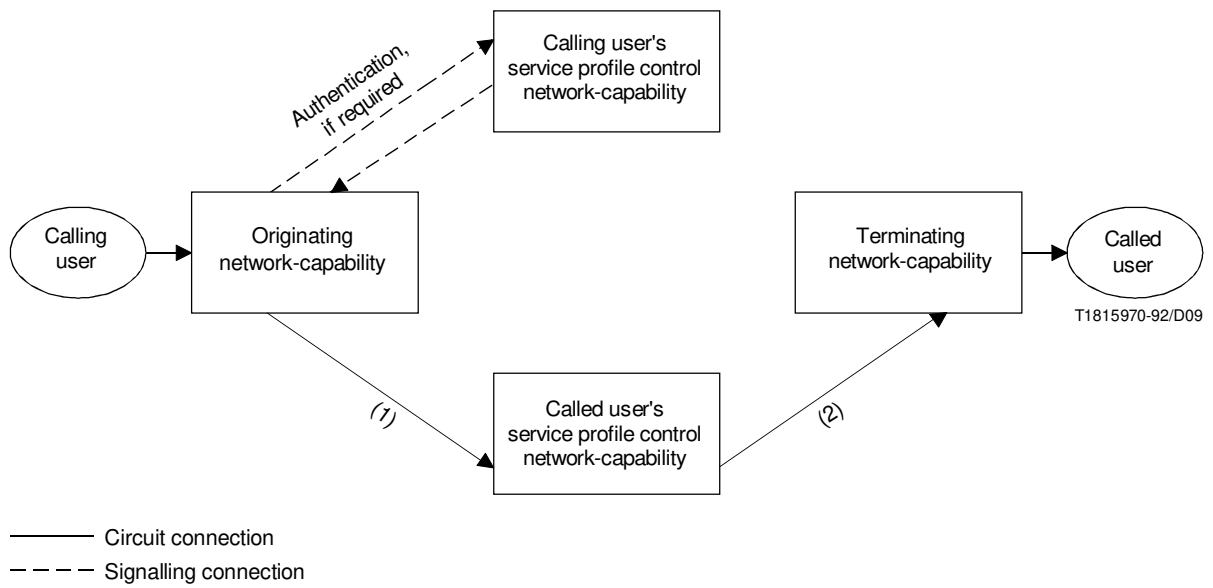 Calling user's
service profile control
network-capability
Authentication,
if required
Calling
user
Originating
network-capability
Terminating
network-capability
Called
user
T1815970-92/D09
(1)
Called user's
service profile control
network-capability
(2)
Circuit connection
Signalling connection